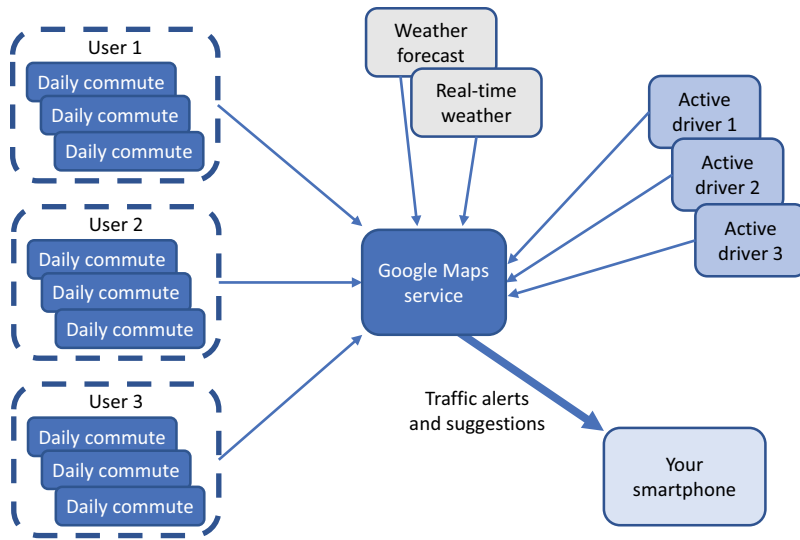 User 1
Daily commute
Daily commute
Daily commute
User 2
Daily commute
Daily commute
Daily commute
User 3
Daily commute
Daily commute
Daily commute
Weather
forecast
Real-time
weather
Google Maps
service
Active
driver 1
Active
driver 2
Active
driver 3
Traffic alerts
and suggestions
Your
smartphone